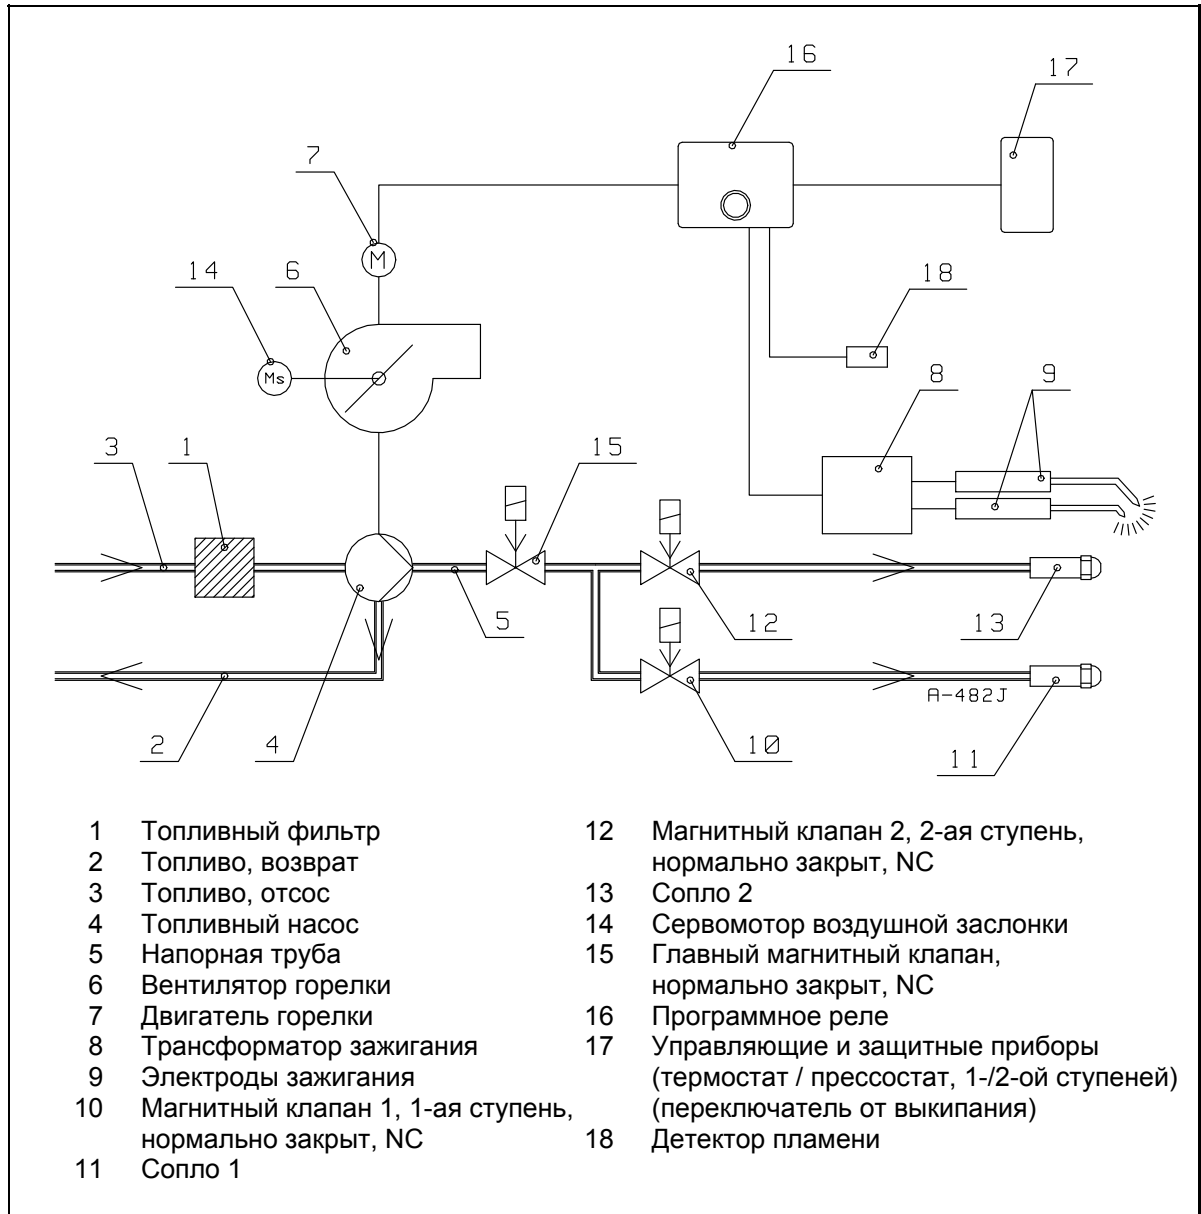 16
17
7
14
6
18
8
9
3
1
15
M
Ms
5
12
13
A-482J
2
4
10
11
1 Топливный фильтр
2 Топливо, возврат
3 Топливо, отсос
4 Топливный насос
5 Напорная труба
6 Вентилятор горелки
7 Двигатель горелки
8 Трансформатор зажигания
9 Электроды зажигания
10 Магнитный клапан 1, 1-ая ступень,
нормально закрыт, NC
11 Сопло 1
12 Магнитный клапан 2, 2-ая ступень,
нормально закрыт, NC
13 Сопло 2
14 Сервомотор воздушной заслонки
15 Главный магнитный клапан,
нормально закрыт, NC
16 Программное реле
17 Управляющие и защитные приборы
(термостат / прессостат, 1-/2-ой ступеней)
(переключатель от выкипания)
18 Детектор пламени